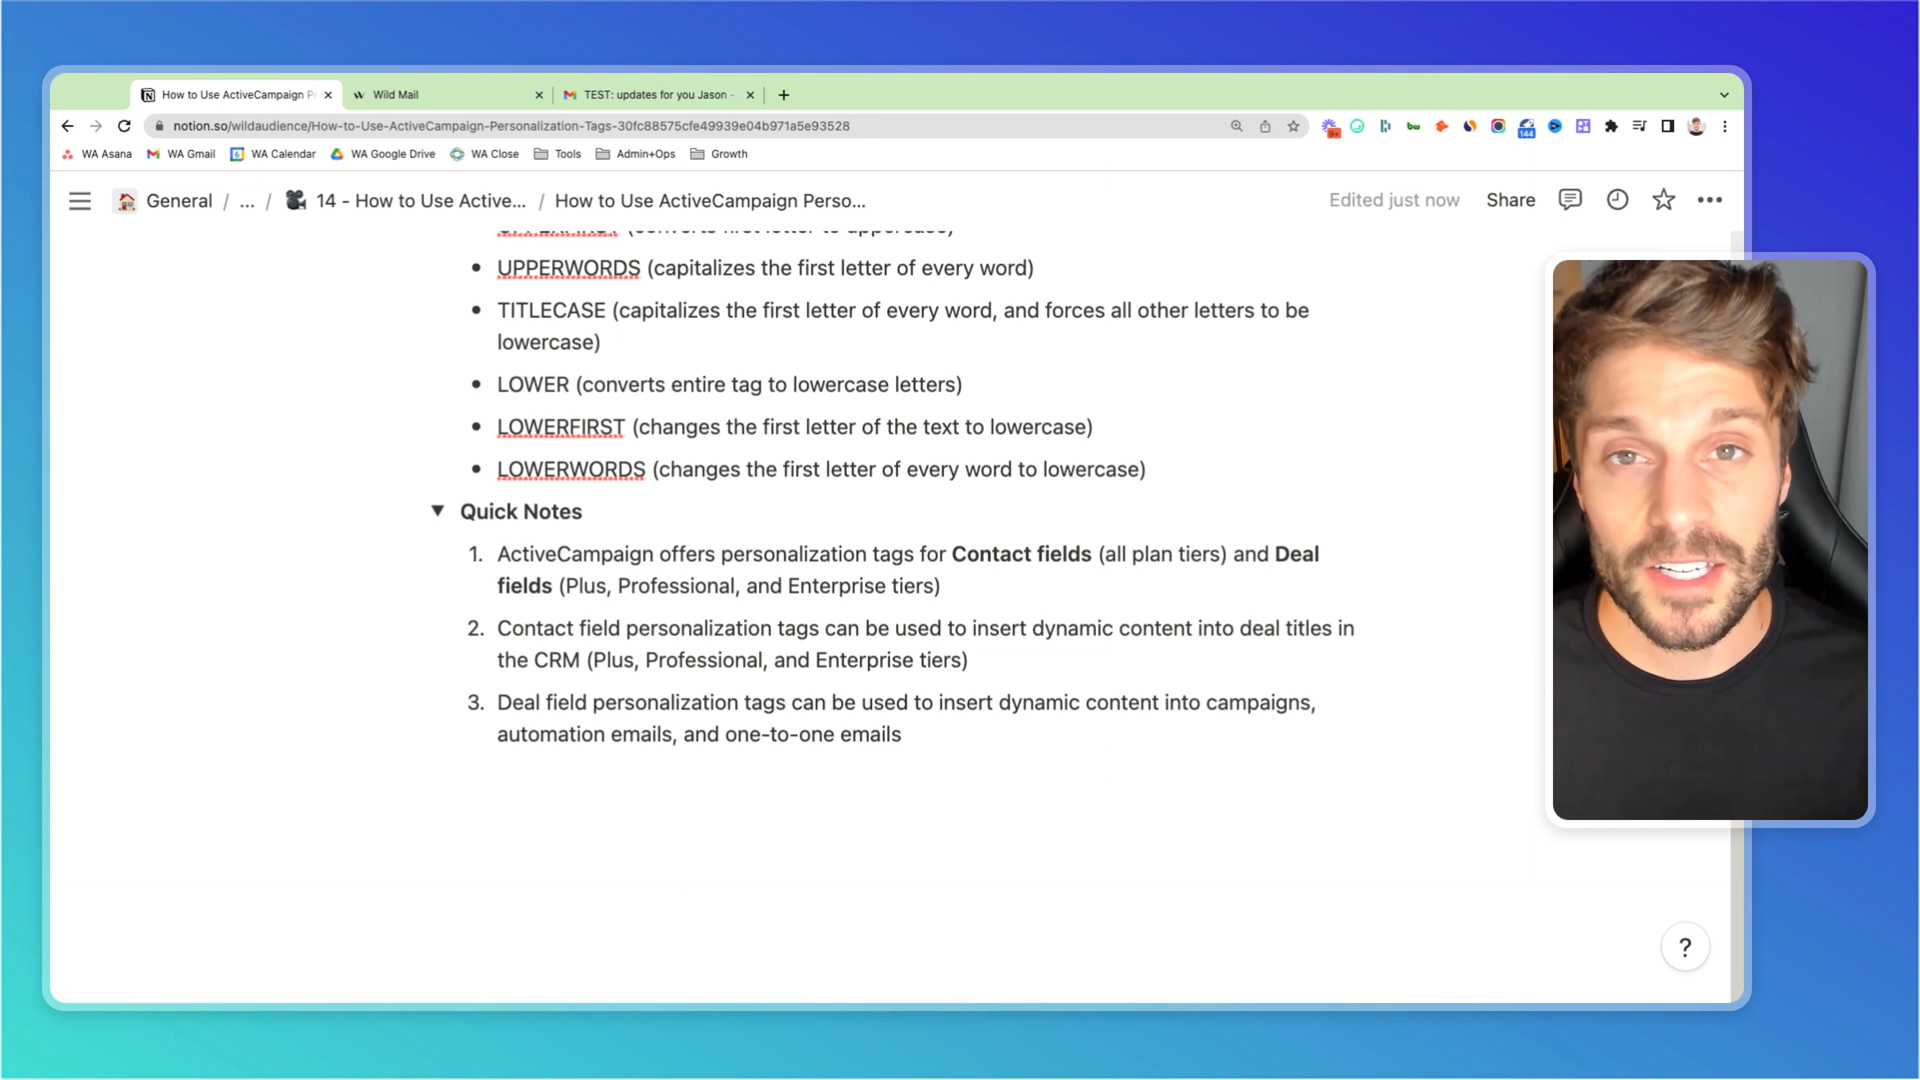 How to Use ActiveCampaign P
Wild Mail
TEST: updates for you Jason -
notion.so/wildaudience/How-to-Use-ActiveCampaign-Personalization-Tags-30fc88575cfe49939e04b971a5e93528
WA Asana
WA Gmail
WA Calendar
WA Google Drive
WA Close
Tools
Admin+Ops
Growth
General / ... / 14 - How to Use Active... / How to Use ActiveCampaign Perso...
Edited just now
Share
UPPERFIRST (converts first letter to uppercase)
• UPPERWORDS (capitalizes the first letter of every word)
• TITLECASE (capitalizes the first letter of every word, and forces all other letters to be
lowercase)
• LOWER (converts entire tag to lowercase letters)
• LOWERFIRST (changes the first letter of the text to lowercase)
• LOWERWORDS (changes the first letter of every word to lowercase)
Quick Notes
1. ActiveCampaign offers personalization tags for Contact fields (all plan tiers) and Deal
fields (Plus, Professional, and Enterprise tiers)
2. Contact field personalization tags can be used to insert dynamic content into deal titles in
the CRM (Plus, Professional, and Enterprise tiers)
3. Deal field personalization tags can be used to insert dynamic content into campaigns,
automation emails, and one-to-one emails
?